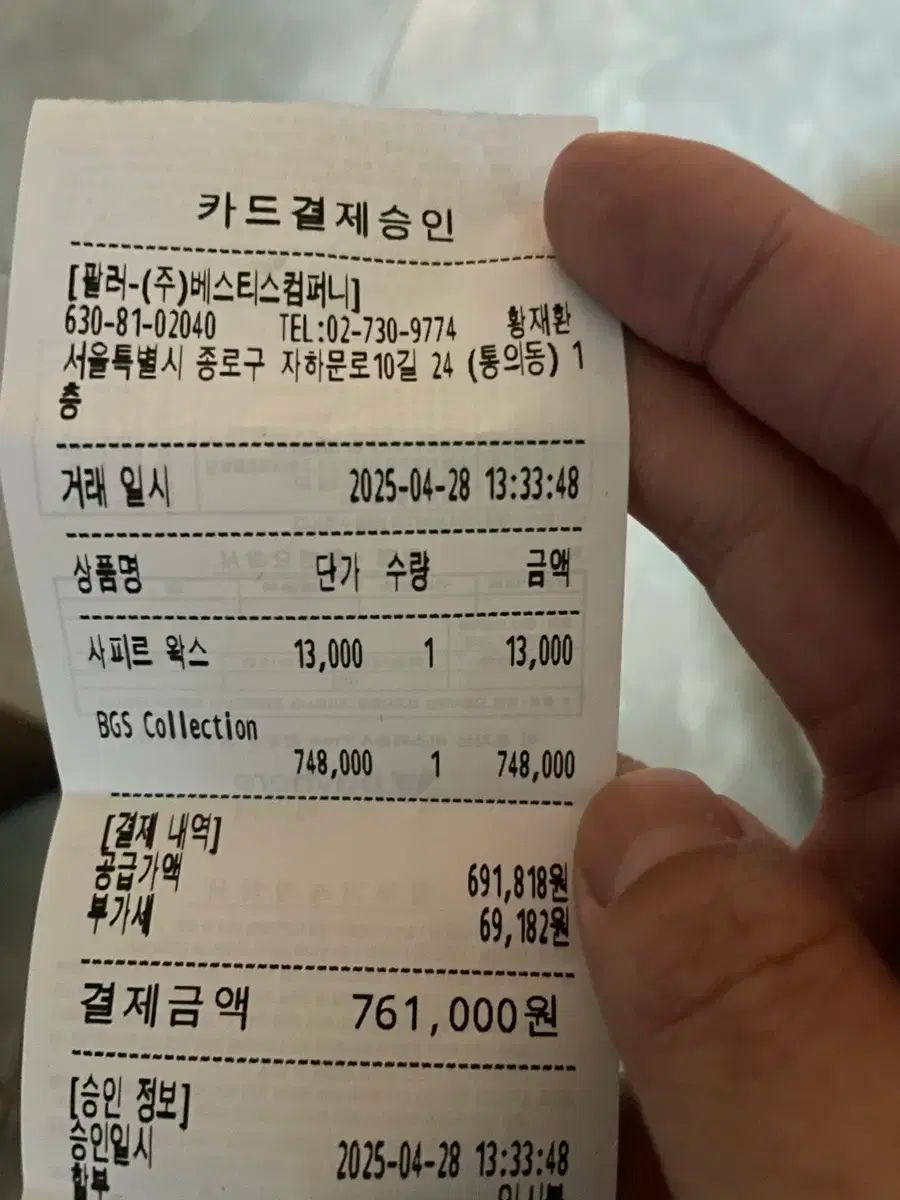 카드결제승인
[팔러-(주)베스티스컴퍼니]
630-81-02040 TEL:02-730-9774 황재환
서울특별시 종로구 자하문로10길 24 (통의동) 1
층
거래 일시 2025-04-28 13:33:48
상품명 단가 수량 금액
사피르 왁스 13,000 1 13,000
BGS Collection
748,000 1 748,000
[결제 내역]
공급가액 691,818원
부가세 69,182원
결제금액 761,000원
[승인 정보]
승인일시 2025-04-28 13:33:48
할부 일시불